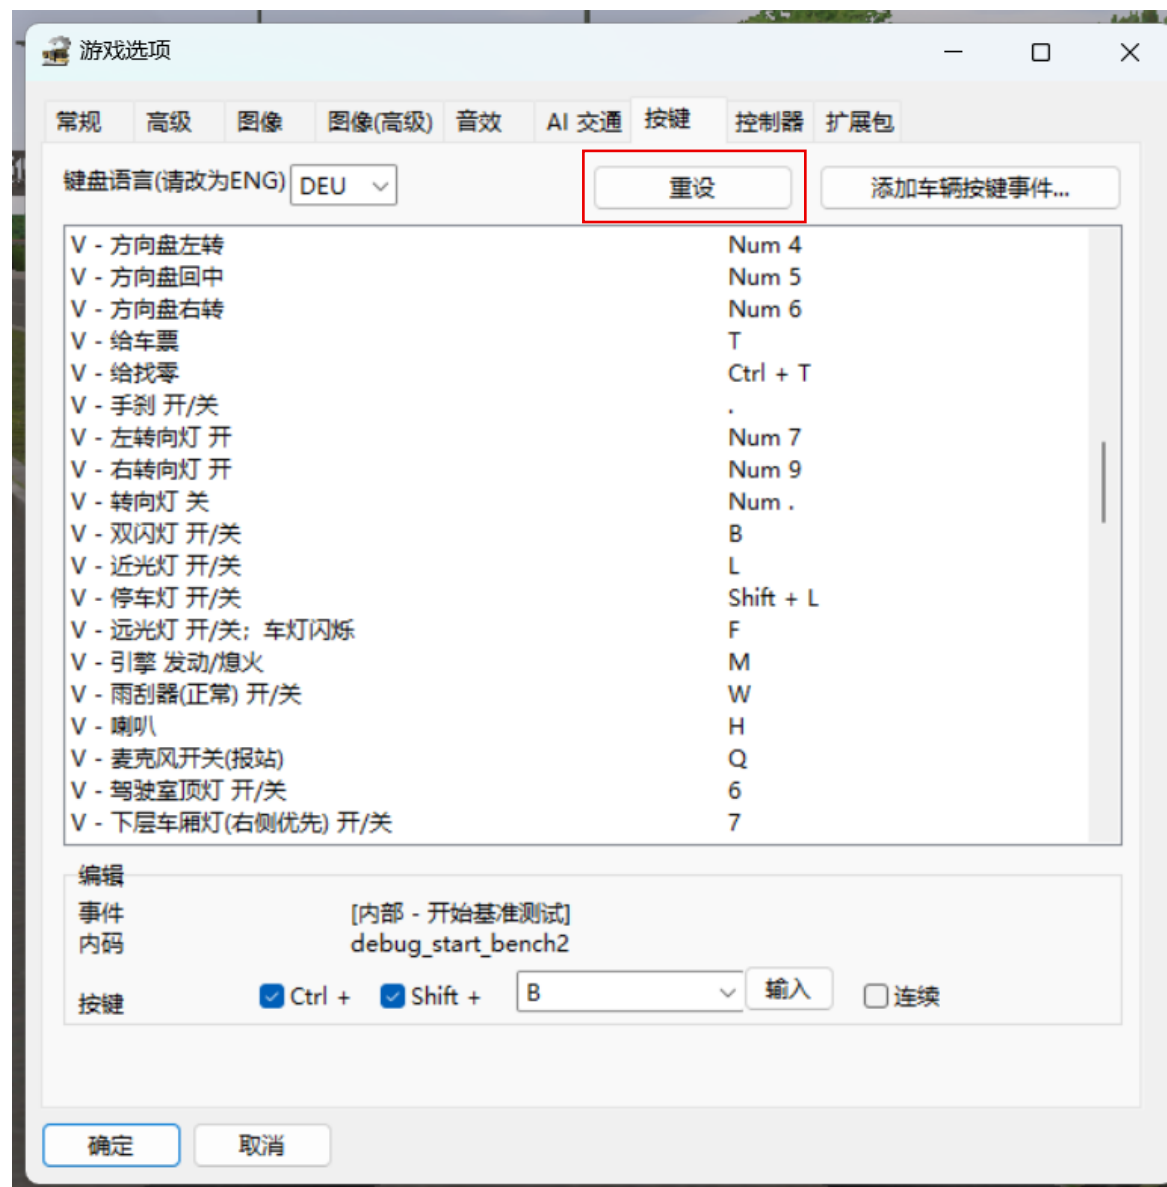 游戏选项
常规 高级 图像 图像(高级) 音效 AI 交通 按键 控制器 扩展包
键盘语言(请改为ENG) DEU 重设 添加车辆按键事件...
V - 方向盘左转 Num 4
V - 方向盘回中 Num 5
V - 方向盘右转 Num 6
V - 给车票 T
V - 给找零 Ctrl + T
V - 手刹 开/关 .
V - 左转向灯 开 Num 7
V - 右转向灯 开 Num 9
V - 转向灯 关 Num .
V - 双闪灯 开/关 B
V - 近光灯 开/关 L
V - 停车灯 开/关 Shift + L
V - 远光灯 开/关; 车灯闪烁 F
V - 引擎 发动/熄火 M
V - 雨刮器(正常) 开/关 W
V - 喇叭 H
V - 麦克风开关(报站) Q
V - 驾驶室顶灯 开/关 6
V - 下层车厢灯(右侧优先) 开/关 7
编辑
事件 [内部 - 开始基准测试]
内码 debug_start_bench2
按键 Ctrl + Shift + B 输入 连续
确定 取消